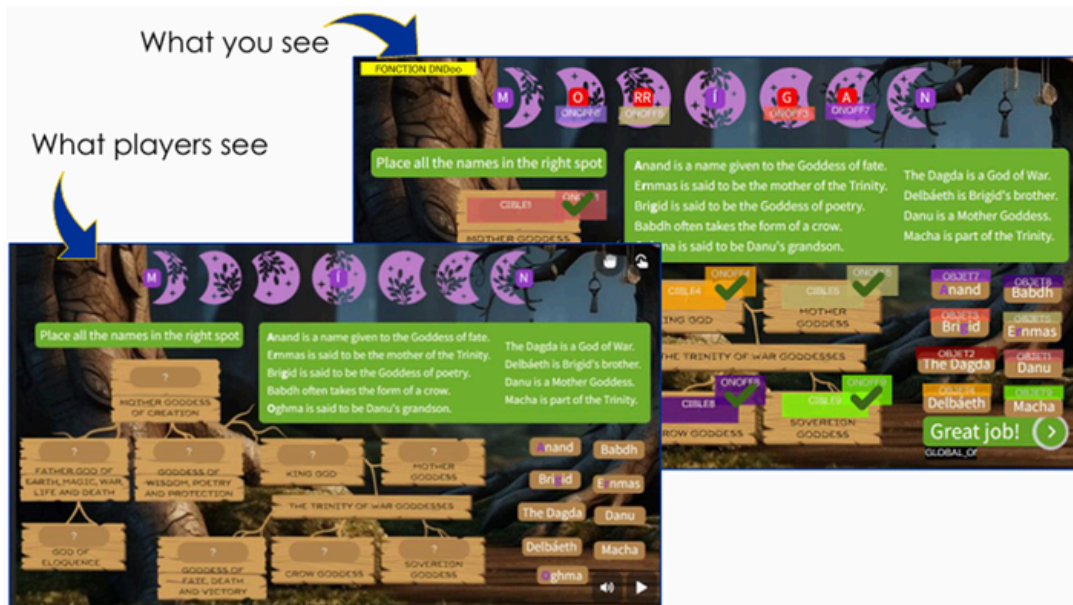 What you see
FONCTION DNDoo
M O RR Í G A N
ONOFF6 ONOFF5 ONOFF3 ONOFF7
What players see
Place all the names in the right spot
CIBLE1
MOTHER GODDESS
Anand is a name given to the Goddess of fate.
Ernmas is said to be the mother of the Trinity.
Brigid is said to be the Goddess of poetry.
Babdh often takes the form of a crow.
Oghma is said to be Danu's grandson.
The Dagda is a God of War.
Delbáeth is Brigid's brother.
Danu is a Mother Goddess.
Macha is part of the Trinity.
ONOFF4
CIBLE4
KING GOD
ONOFF5
CIBLE5
MOTHER
GODDESS
THE TRINITY OF WAR GODDESSES
ONOFF8
CIBLE8
CROW GODDESS
ONOFF9
CIBLE9
SOVEREIGN
GODDESS
OBJET7
Anand
Babdh
OBJET3
Brigid
OBJET5
Ernmas
OBJET2
The Dagda
OBJET1
Danu
OBJET4
Delbáeth
OBJET9
Macha
Great job!
M Í N
Place all the names in the right spot
Anand is a name given to the Goddess of fate.
Ernmas is said to be the mother of the Trinity.
Brigid is said to be the Goddess of poetry.
Babdh often takes the form of a crow.
Oghma is said to be Danu's grandson.
The Dagda is a God of War.
Delbáeth is Brigid's brother.
Danu is a Mother Goddess.
Macha is part of the Trinity.
?
MOTHER GODDESS
OF CREATION
?
FATHER GOD OF
EARTH, MAGIC, WAR,
LIFE AND DEATH
?
GODDESS OF
WISDOM, POETRY
AND PROTECTION
?
KING GOD
?
MOTHER
GODDESS
THE TRINITY OF WAR GODDESSES
?
GOD OF
ELOQUENCE
?
GODDESS OF
FATE, DEATH
AND VICTORY
?
CROW GODDESS
?
SOVEREIGN
GODDESS
Anand
Babdh
Brigid
Ernmas
The Dagda
Danu
Delbáeth
Macha
Oghma